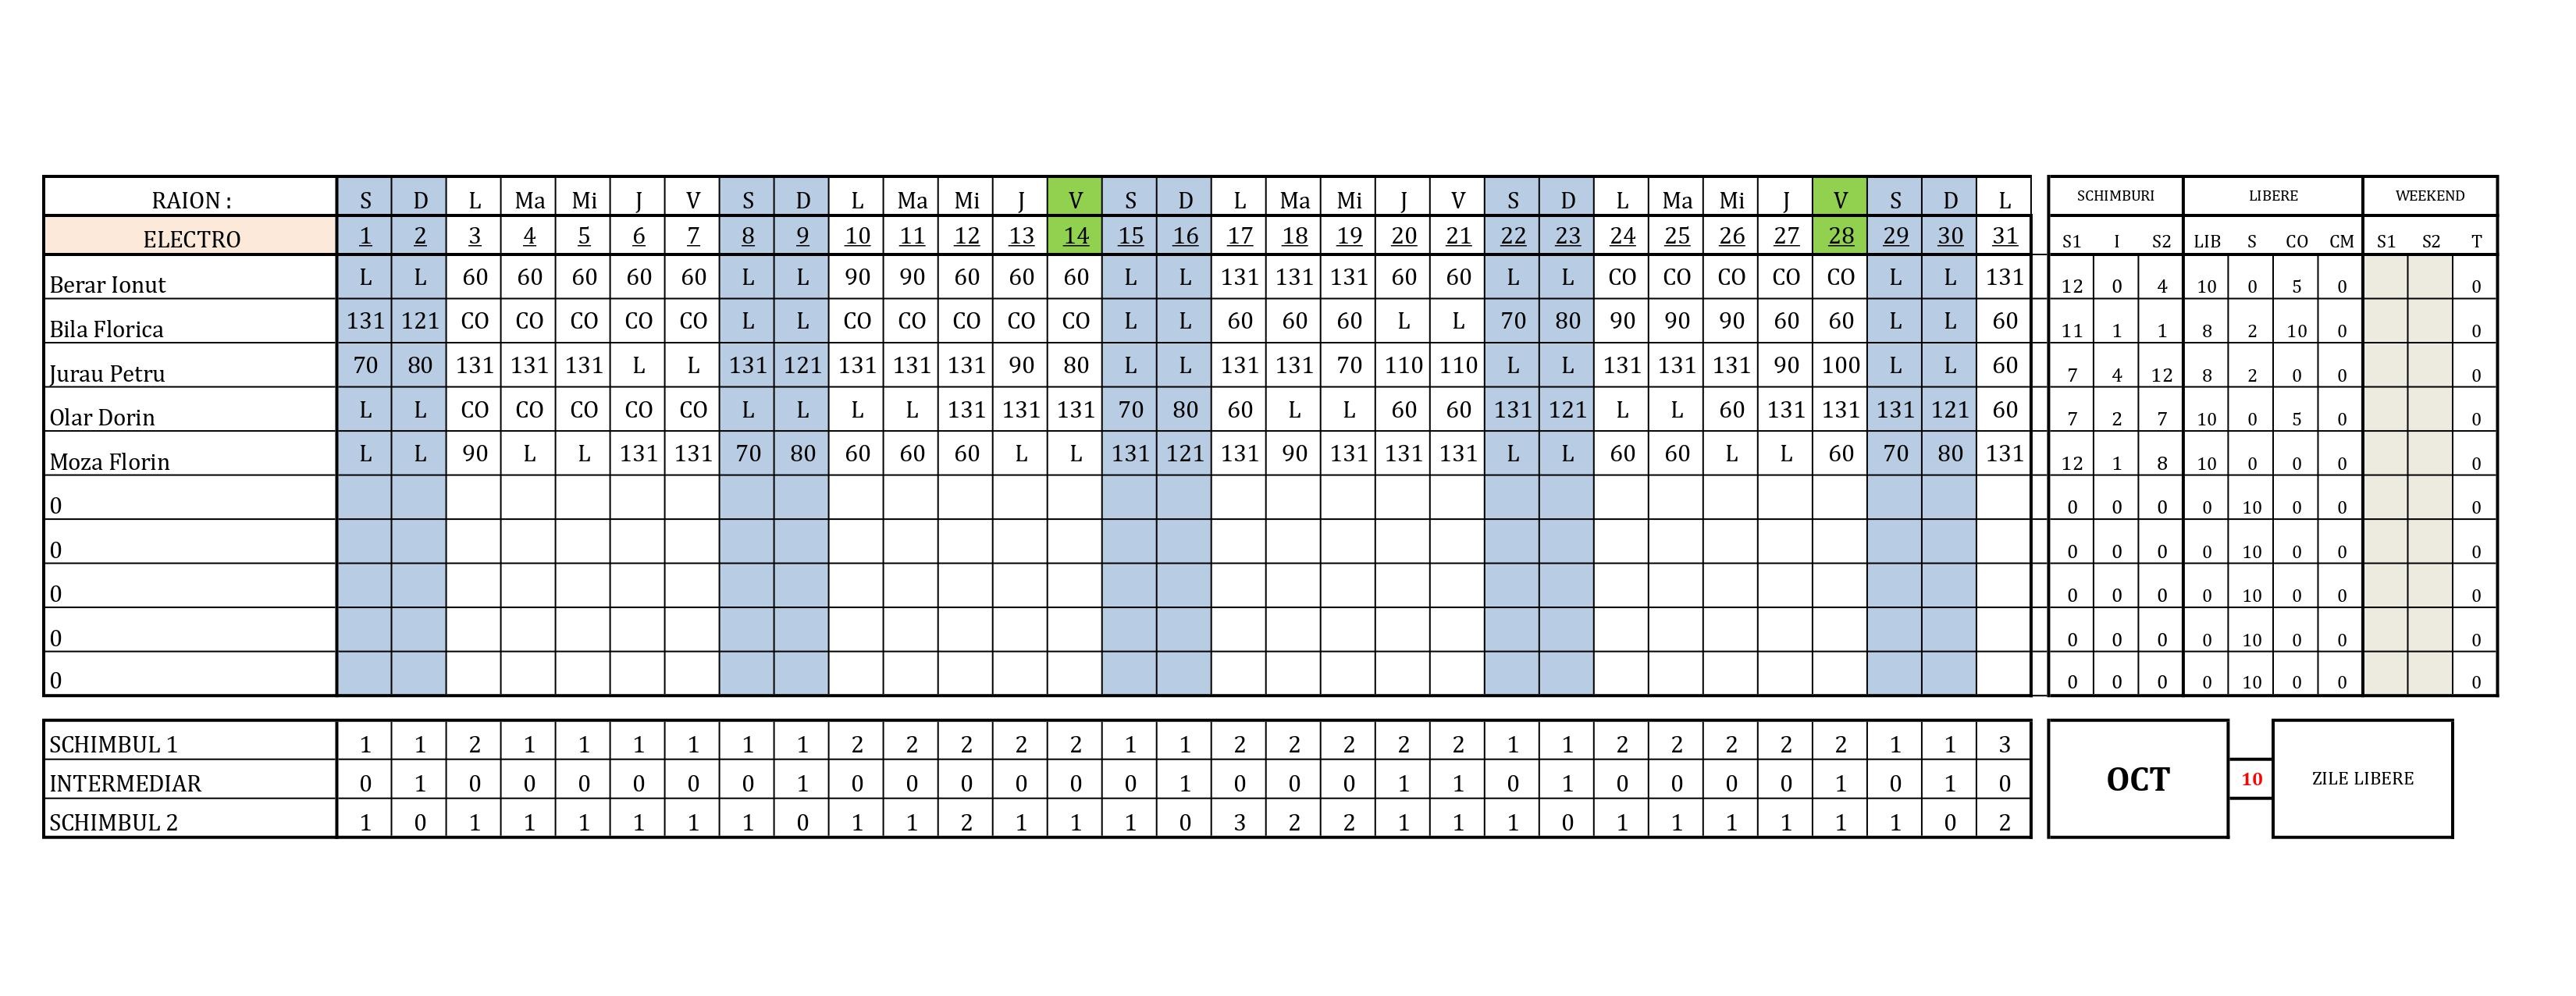 RAION : S D L Ma Mi J V S D L Ma Mi J V S D L Ma Mi J V S D L Ma Mi J V S D L SCHIMBURI LIBERE WEEKEND
ELECTRO 1 2 3 4 5 6 7 8 9 10 11 12 13 14 15 16 17 18 19 20 21 22 23 24 25 26 27 28 29 30 31 S1 I S2 LIB S CO CM S1 S2 T
Berar Ionut L L 60 60 60 60 60 L L 90 90 60 60 60 L L 131 131 131 60 60 L L CO CO CO CO CO L L 131 12 0 4 10 0 5 0 0
Bila Florica 131 121 CO CO CO CO CO L L CO CO CO CO CO L L 60 60 60 L L 70 80 90 90 90 60 60 L L 60 11 1 1 8 2 10 0 0
Jurau Petru 70 80 131 131 131 L L 131 121 131 131 131 90 80 L L 131 131 70 110 110 L L 131 131 131 90 100 L L 60 7 4 12 8 2 0 0 0
Olar Dorin L L CO CO CO CO CO L L L L 131 131 131 70 80 60 L L 60 60 131 121 L L 60 131 131 131 121 60 7 2 7 10 0 5 0 0
Moza Florin L L 90 L L 131 131 70 80 60 60 60 L L 131 121 131 90 131 131 131 L L 60 60 L L 60 70 80 131 12 1 8 10 0 0 0 0
0 0 0 0 0 10 0 0 0
0 0 0 0 0 10 0 0 0
0 0 0 0 0 10 0 0 0
0 0 0 0 0 10 0 0 0
0 0 0 0 0 10 0 0 0
SCHIMBUL 1 1 1 2 1 1 1 1 1 1 2 2 2 2 2 1 1 2 2 2 2 2 1 1 2 2 2 2 2 1 1 3
INTERMEDIAR 0 1 0 0 0 0 0 0 1 0 0 0 0 0 0 1 0 0 0 1 1 0 1 0 0 0 0 1 0 1 0 OCT 10 ZILE LIBERE
SCHIMBUL 2 1 0 1 1 1 1 1 1 0 1 1 2 1 1 1 0 3 2 2 1 1 1 0 1 1 1 1 1 1 0 2